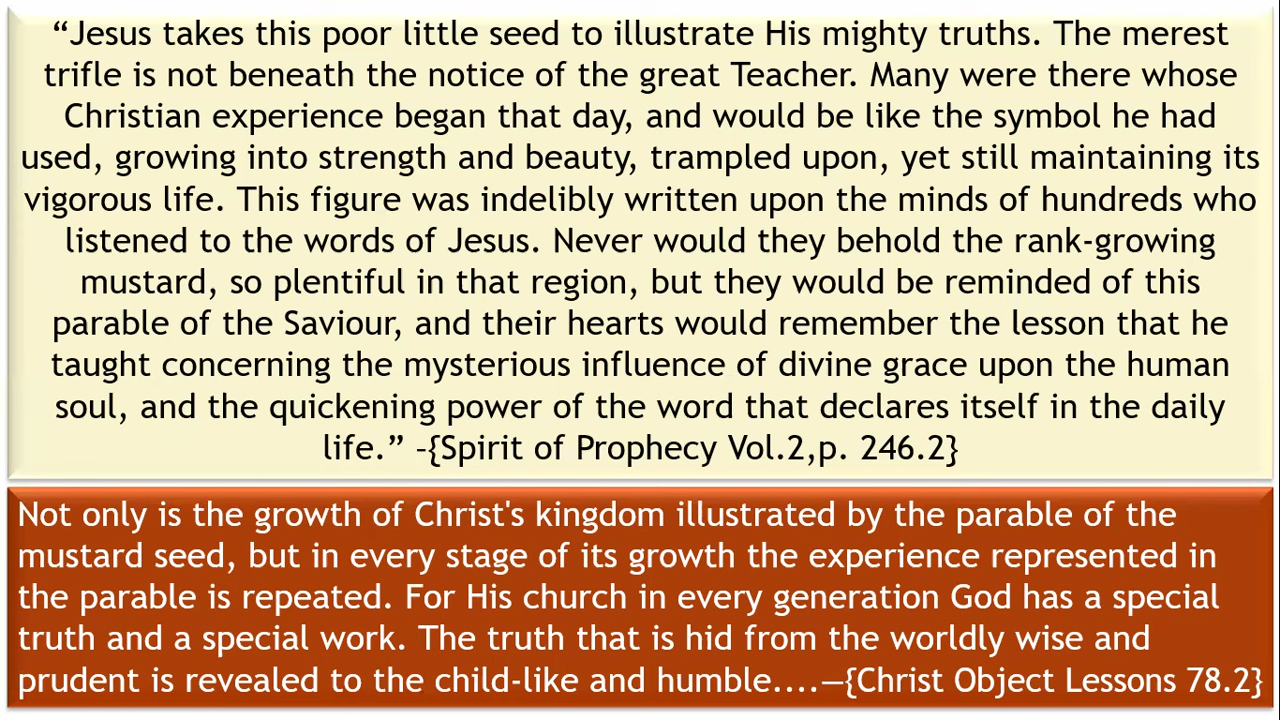 “Jesus takes this poor little seed to illustrate His mighty truths. The merest
trifle is not beneath the notice of the great Teacher. Many were there whose
Christian experience began that day, and would be like the symbol he had
used, growing into strength and beauty, trampled upon, yet still maintaining its
vigorous life. This figure was indelibly written upon the minds of hundreds who
listened to the words of Jesus. Never would they behold the rank-growing
mustard, so plentiful in that region, but they would be reminded of this
parable of the Saviour, and their hearts would remember the lesson that he
taught concerning the mysterious influence of divine grace upon the human
soul, and the quickening power of the word that declares itself in the daily
life.” -{Spirit of Prophecy Vol.2,p. 246.2}
Not only is the growth of Christ's kingdom illustrated by the parable of the
mustard seed, but in every stage of its growth the experience represented in
the parable is repeated. For His church in every generation God has a special
truth and a special work. The truth that is hid from the worldly wise and
prudent is revealed to the child-like and humble....—{Christ Object Lessons 78.2}